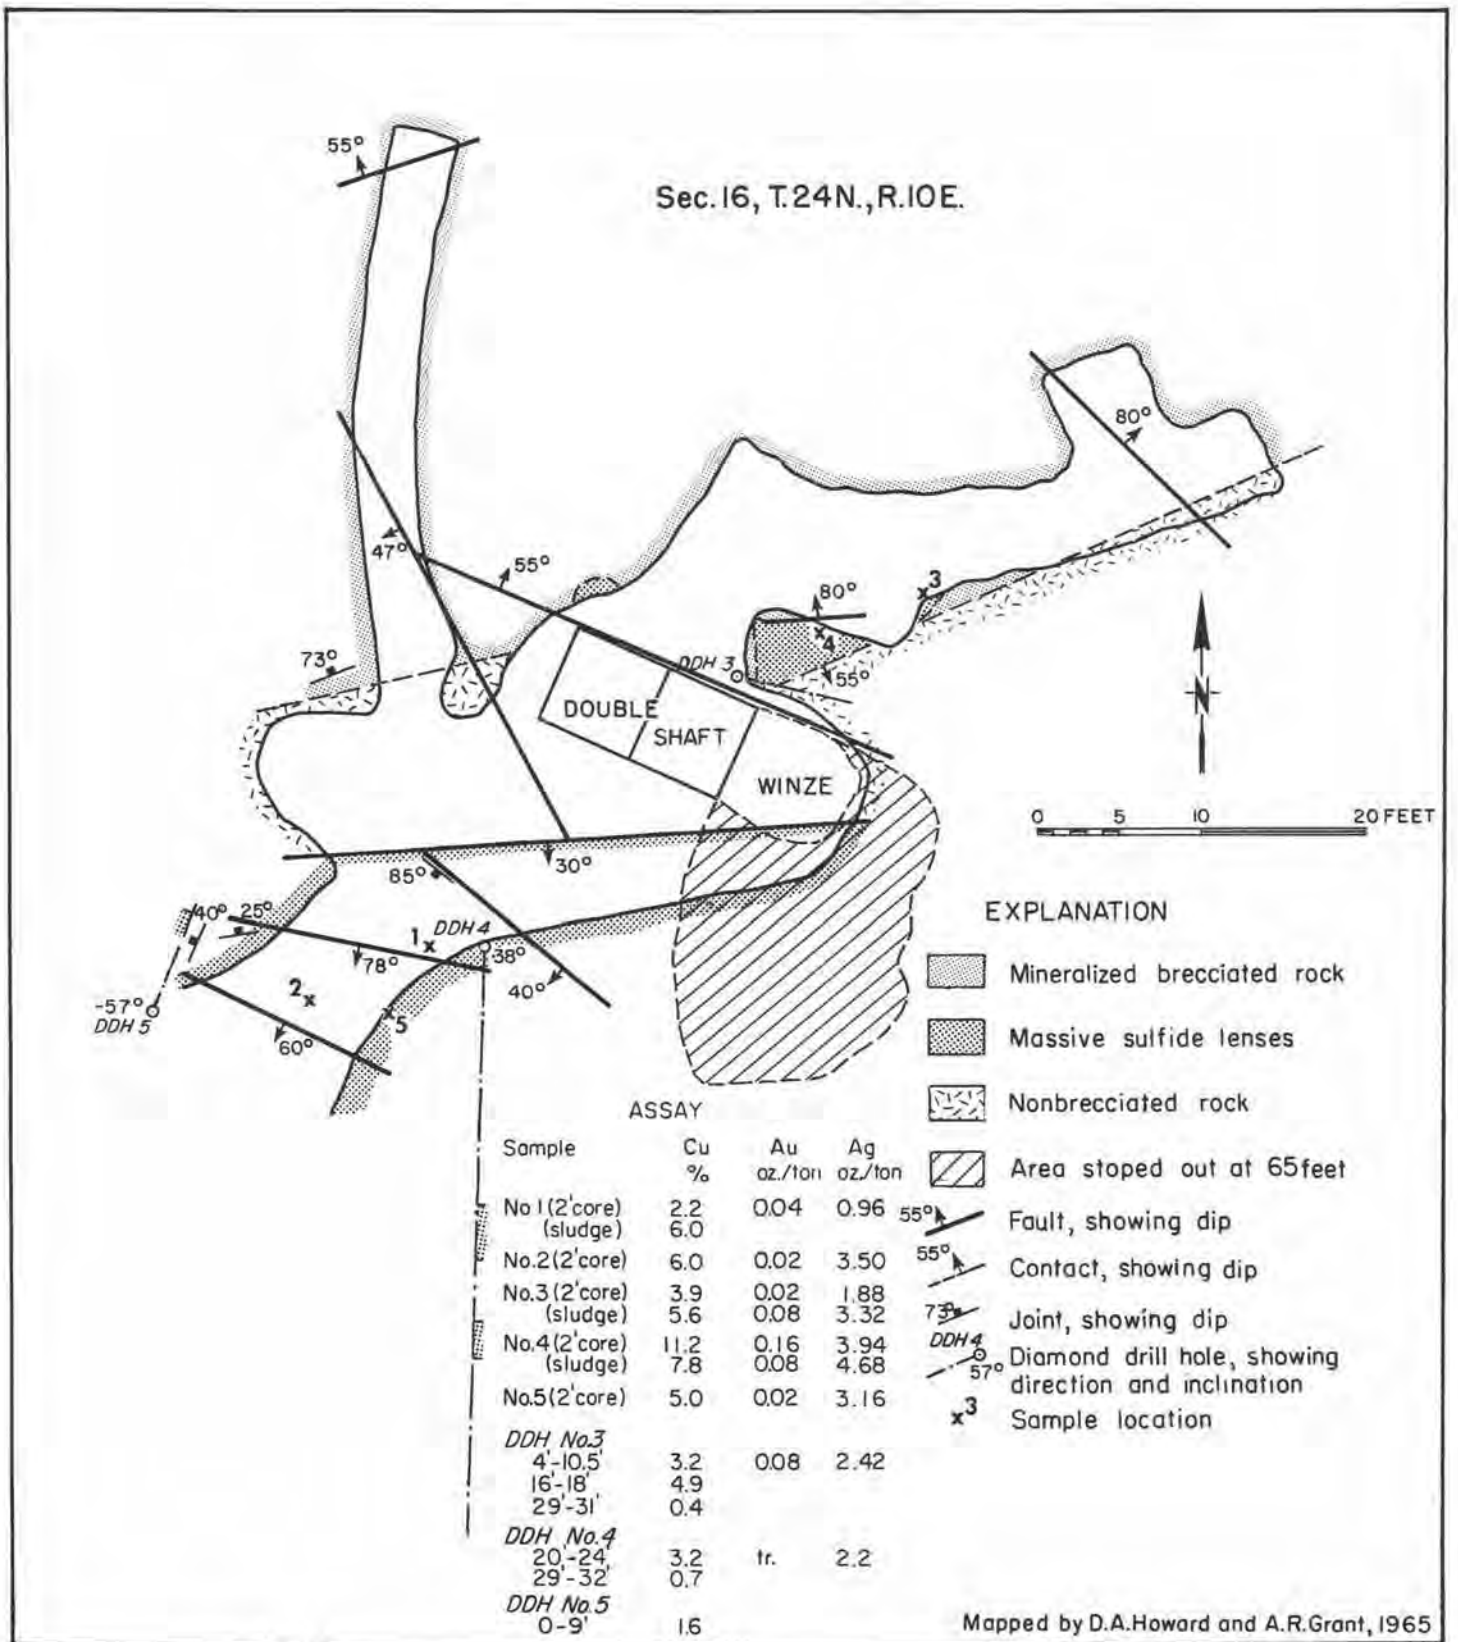 Sec.16, T.24N., R.10E.
55°
80°
47°
55°
80°
3
4
73°
DDH 3
55°
DOUBLE
SHAFT
WINZE
N
0 5 10 20 FEET
30°
85°
40° 25°
1
DDH 4
38°
78°
40°
2
-57°
DDH 5
5
60°
EXPLANATION
Mineralized brecciated rock
Massive sulfide lenses
Nonbrecciated rock
Area stoped out at 65feet
55° Fault, showing dip
55° Contact, showing dip
73° Joint, showing dip
DDH 4
57° Diamond drill hole, showing
direction and inclination
3 Sample location
ASSAY
Sample Cu Au Ag
% oz./ton oz./ton
No 1 (2'core) 2.2 0.04 0.96
(sludge) 6.0
No.2 (2'core) 6.0 0.02 3.50
No.3 (2'core) 3.9 0.02 1.88
(sludge) 5.6 0.08 3.32
No.4 (2'core) 11.2 0.16 3.94
(sludge) 7.8 0.08 4.68
No.5 (2'core) 5.0 0.02 3.16
DDH No.3
4'-10.5' 3.2 0.08 2.42
16'-18' 4.9
29'-31' 0.4
DDH No.4
20'-24' 3.2 tr. 2.2
29'-32' 0.7
DDH No.5
0-9' 1.6
Mapped by D.A.Howard and A.R.Grant, 1965